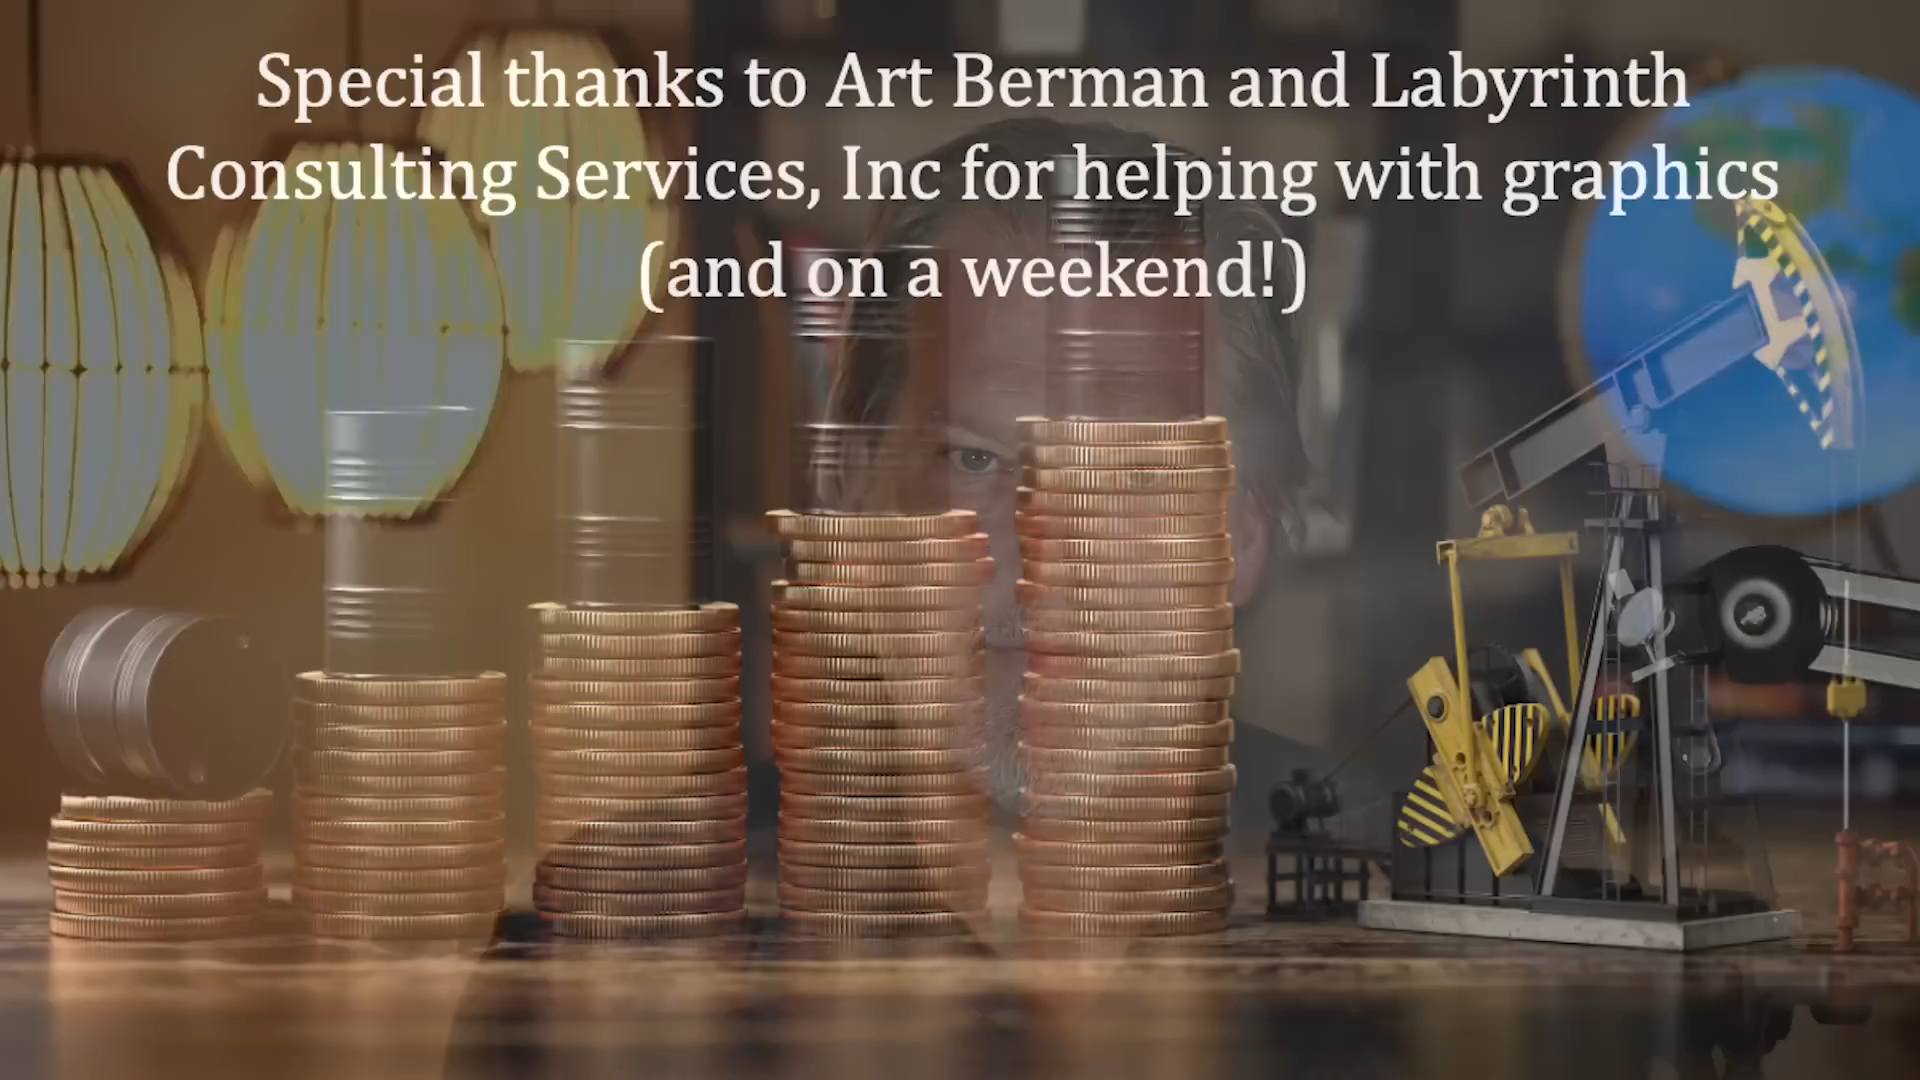 Special thanks to Art Berman and Labyrinth
Consulting Services, Inc for helping with graphics
(and on a weekend!)